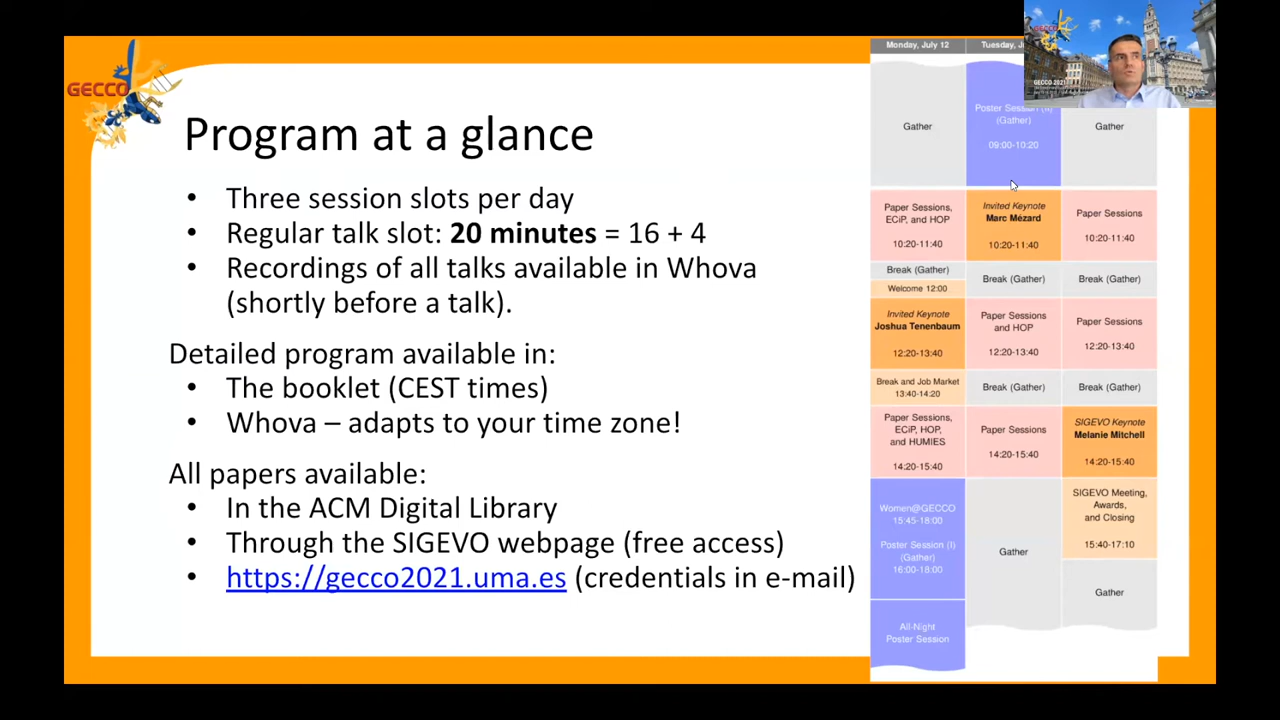 GECCO
Program at a glance
• Three session slots per day
• Regular talk slot: 20 minutes = 16 + 4
• Recordings of all talks available in Whova
(shortly before a talk).
Detailed program available in:
• The booklet (CEST times)
• Whova – adapts to your time zone!
All papers available:
• In the ACM Digital Library
• Through the SIGEVO webpage (free access)
• https://gecco2021.uma.es (credentials in e-mail)
Monday, July 12
Gather
Paper Sessions,
ECiP, and HOP
10:20-11:40
Break (Gather)
Welcome 12:00
Invited Keynote
Joshua Tenenbaum
12:20-13:40
Break and Job Market
13:40-14:20
Paper Sessions,
ECiP, HOP,
and HUMIES
14:20-15:40
Women@GECCO
15:45-18:00
Poster Session (I)
(Gather)
16:00-18:00
All-Night
Poster Session
Tuesday,
Poster Session (II)
(Gather)
09:00-10:20
Invited Keynote
Marc Mézard
10:20-11:40
Break (Gather)
Paper Sessions
and HOP
12:20-13:40
Break (Gather)
Paper Sessions
14:20-15:40
Gather
Gather
Paper Sessions
10:20-11:40
Break (Gather)
Paper Sessions
12:20-13:40
Break (Gather)
SIGEVO Keynote
Melanie Mitchell
14:20-15:40
SIGEVO Meeting,
Awards,
and Closing
15:40-17:10
Gather
GECCO
GECCO 2021